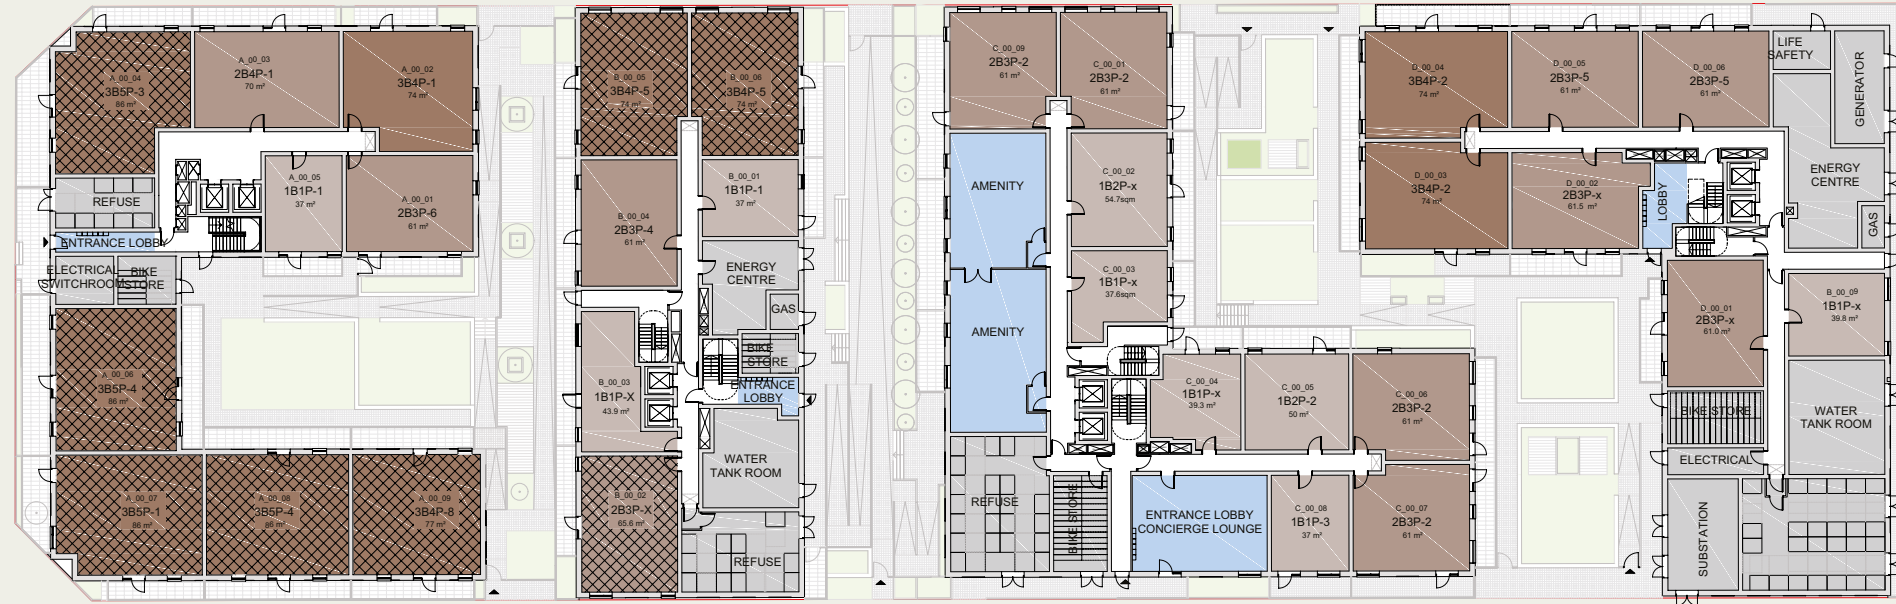 A_00_04
3B5P-3
86 m²
A_00_03
2B4P-1
70 m²
A_00_02
3B4P-1
74 m²
REFUSE
A_00_05
1B1P-1
37 m²
A_00_01
2B3P-6
61 m²
ENTRANCE LOBBY
ELECTRICAL
SWITCHROOM
BIKE
STORE
A_00_06
3B5P-4
86 m²
A_00_07
3B5P-1
86 m²
A_00_08
3B5P-4
86 m²
A_00_09
3B4P-8
77 m²
B_00_05
3B4P-5
74 m²
B_00_06
3B4P-5
74 m²
B_00_04
2B3P-4
61 m²
B_00_01
1B1P-1
37 m²
ENERGY
CENTRE
GAS
BIKE
STORE
ENTRANCE
LOBBY
B_00_03
1B1P-X
43.9 m²
WATER
TANK ROOM
B_00_02
2B3P-X
65.6 m²
REFUSE
C_00_09
2B3P-2
61 m²
C_00_01
2B3P-2
61 m²
AMENITY
C_00_02
1B2P-x
54.7sqm
C_00_03
1B1P-x
37.6sqm
AMENITY
C_00_04
1B1P-x
39.3 m²
C_00_05
1B2P-2
50 m²
C_00_06
2B3P-2
61 m²
REFUSE
BIKE STORE
ENTRANCE LOBBY
CONCIERGE LOUNGE
C_00_08
1B1P-3
37 m²
C_00_07
2B3P-2
61 m²
D_00_04
3B4P-2
74 m²
D_00_05
2B3P-5
61 m²
D_00_06
2B3P-5
61 m²
LIFE
SAFETY
GENERATOR
D_00_03
3B4P-2
74 m²
D_00_02
2B3P-x
61.5 m²
LOBBY
ENERGY
CENTRE
GAS
D_00_01
2B3P-x
61.0 m²
B_00_09
1B1P-x
39.8 m²
BIKE STORE
WATER
TANK ROOM
ELECTRICAL
SUBSTATION